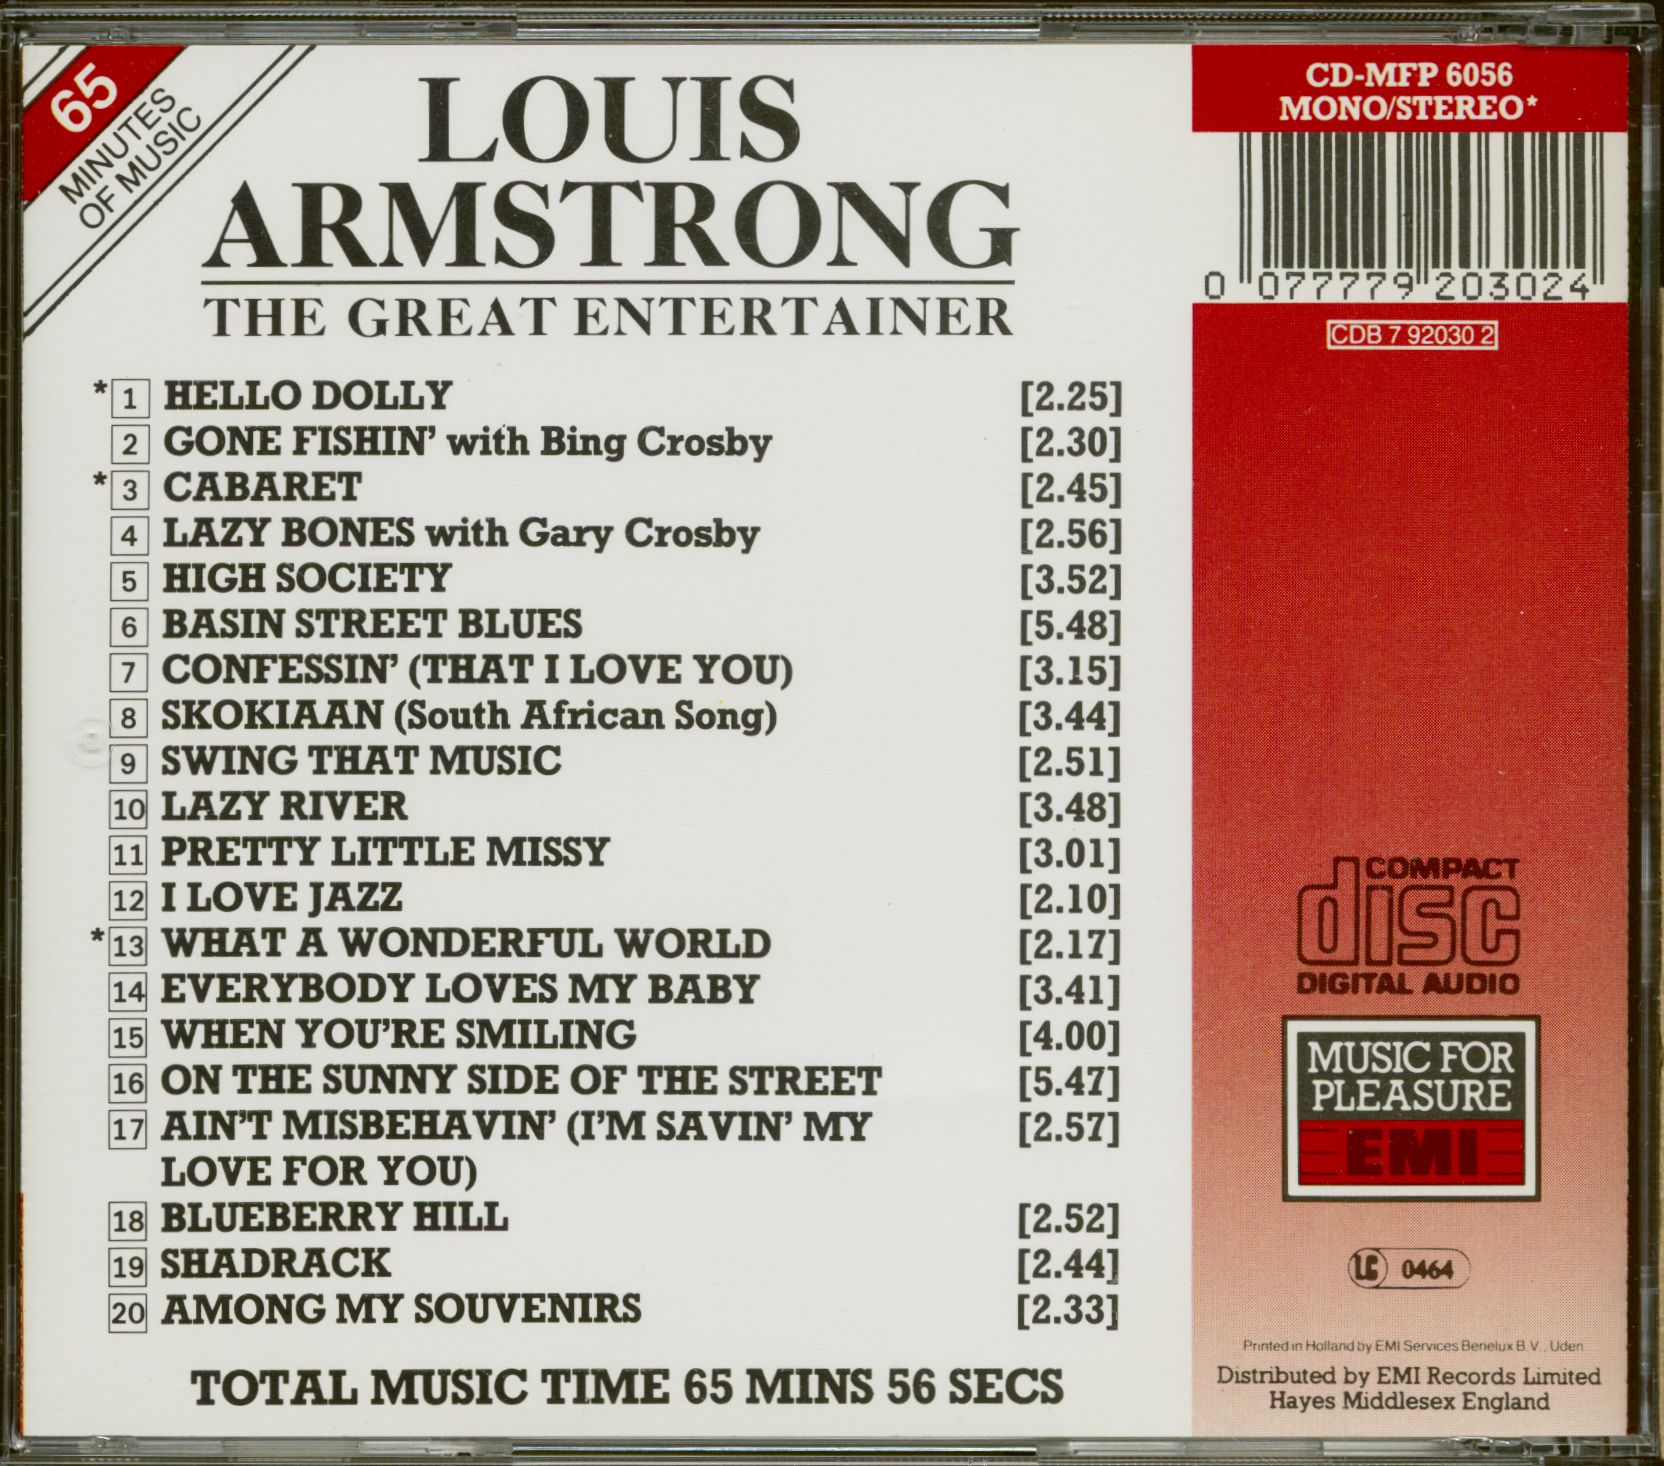 65
MINUTES
OF MUSIC
LOUIS
ARMSTRONG
THE GREAT ENTERTAINER
* 1 HELLO DOLLY [2.25]
2 GONE FISHIN' with Bing Crosby [2.30]
* 3 CABARET [2.45]
4 LAZY BONES with Gary Crosby [2.56]
5 HIGH SOCIETY [3.52]
6 BASIN STREET BLUES [5.48]
7 CONFESSIN' (THAT I LOVE YOU) [3.15]
8 SKOKIAAN (South African Song) [3.44]
9 SWING THAT MUSIC [2.51]
10 LAZY RIVER [3.48]
11 PRETTY LITTLE MISSY [3.01]
12 I LOVE JAZZ [2.10]
* 13 WHAT A WONDERFUL WORLD [2.17]
14 EVERYBODY LOVES MY BABY [3.41]
15 WHEN YOU'RE SMILING [4.00]
16 ON THE SUNNY SIDE OF THE STREET [5.47]
17 AIN'T MISBEHAVIN' (I'M SAVIN' MY [2.57]
LOVE FOR YOU)
18 BLUEBERRY HILL [2.52]
19 SHADRACK [2.44]
20 AMONG MY SOUVENIRS [2.33]
TOTAL MUSIC TIME 65 MINS 56 SECS
CD-MFP 6056
MONO/STEREO*
0 077779 203024
CDB 7 92030 2
COMPACT
disc
DIGITAL AUDIO
MUSIC FOR
PLEASURE
EMI
LC 0464
Printed in Holland by EMI Services Benelux B.V., Uden
Distributed by EMI Records Limited
Hayes Middlesex England